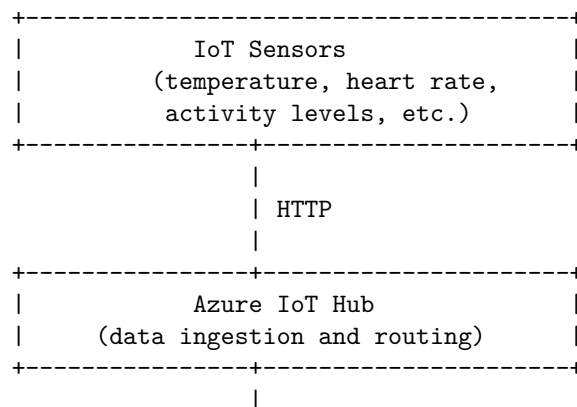 +---------------------------------------+
|            IoT Sensors                |
|         (temperature, heart rate,     |
|          activity levels, etc.)       |
+----------------+----------------------+
                 |
                 | HTTP
                 |
+----------------+----------------------+
|            Azure IoT Hub              |
|     (data ingestion and routing)      |
+----------------+----------------------+
                 |